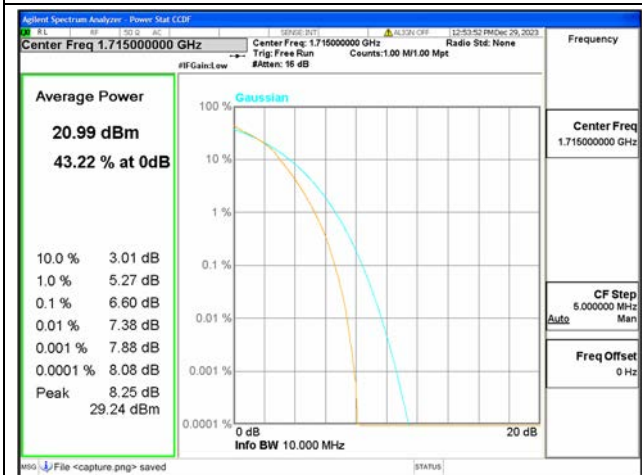 Agilent Spectrum Analyzer - Power Stat CCDF
RL RF 50 Ω AC SENSE:INT ALIGN OFF 12:53:52 PM Dec 29, 2023
Center Freq 1.715000000 GHz
Center Freq: 1.715000000 GHz Radio Std: None
Trig: Free Run Counts:1.00 M/1.00 Mpt
#IFGain:Low #Atten: 16 dB
Frequency
Average Power
20.99 dBm
43.22 % at 0dB
10.0 % 3.01 dB
1.0 % 5.27 dB
0.1 % 6.60 dB
0.01 % 7.38 dB
0.001 % 7.88 dB
0.0001 % 8.08 dB
Peak 8.25 dB
29.24 dBm
Gaussian
100 %
10 %
1 %
0.1 %
0.01 %
0.001 %
0.0001 %
0 dB 20 dB
Info BW 10.000 MHz
Center Freq
1.715000000 GHz
CF Step
5.000000 MHz
Auto Man
Freq Offset
0 Hz
MSG File <capture.png> saved STATUS